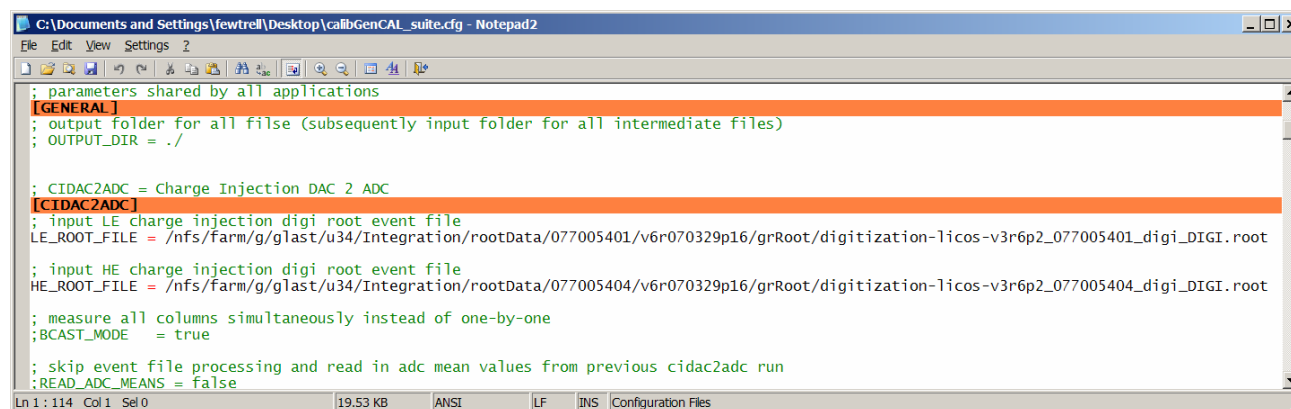 C:\Documents and Settings\fewtrell\Desktop\calibGenCAL_suite.cfg - Notepad2
File Edit View Settings ?
; parameters shared by all applications
[GENERAL]
; output folder for all filse (subsequently input folder for all intermediate files)
; OUTPUT_DIR = ./
; CIDAC2ADC = Charge Injection DAC 2 ADC
[CIDAC2ADC]
; input LE charge injection digi root event file
LE_ROOT_FILE = /nfs/farm/g/glast/u34/Integration/rootData/077005401/v6r070329p16/grRoot/digitization-licos-v3r6p2_077005401_digi_DIGI.root
; input HE charge injection digi root event file
HE_ROOT_FILE = /nfs/farm/g/glast/u34/Integration/rootData/077005404/v6r070329p16/grRoot/digitization-licos-v3r6p2_077005404_digi_DIGI.root
; measure all columns simultaneously instead of one-by-one
;BCAST_MODE   = true
; skip event file processing and read in adc mean values from previous cidac2adc run
;READ_ADC_MEANS = false
Ln 1 : 114 Col 1 Sel 0 19.53 KB ANSI LF INS Configuration Files